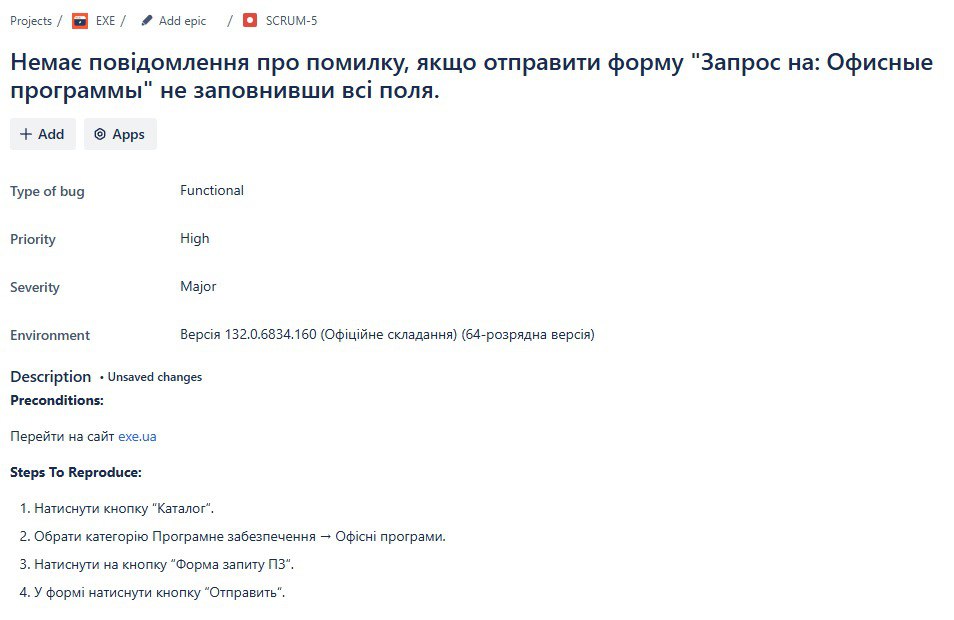 Projects / EXE / Add epic / SCRUM-5
Немає повідомлення про помилку, якщо отправити форму "Запрос на: Офисные
программы" не заповнивши всі поля.
+ Add Apps
Type of bug Functional
Priority High
Severity Major
Environment Версія 132.0.6834.160 (Офіційне складання) (64-розрядна версія)
Description • Unsaved changes
Preconditions:
Перейти на сайт exe.ua
Steps To Reproduce:
1. Натиснути кнопку “Каталог”.
2. Обрати категорію Програмне забезпечення → Офісні програми.
3. Натиснути на кнопку “Форма запиту ПЗ”.
4. У формі натиснути кнопку “Отправить”.